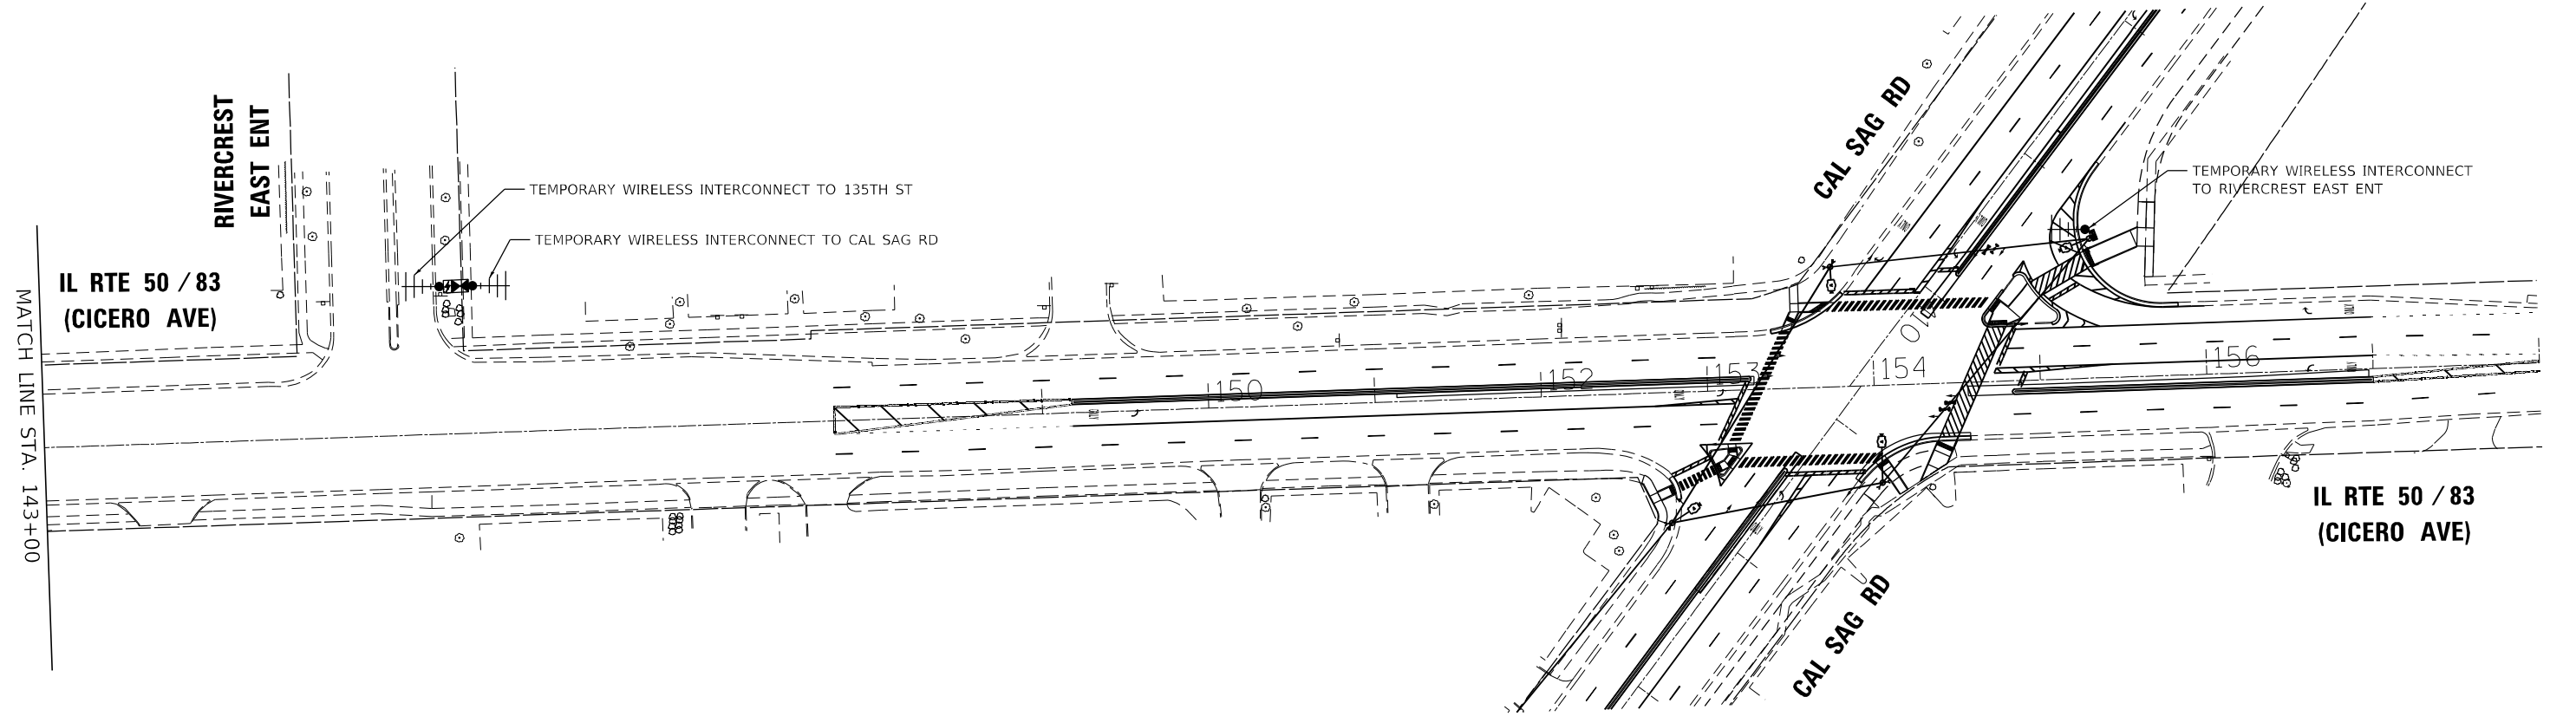 RIVERCREST
EAST ENT
TEMPORARY WIRELESS INTERCONNECT TO 135TH ST
TEMPORARY WIRELESS INTERCONNECT TO CAL SAG RD
CAL SAG RD
TEMPORARY WIRELESS INTERCONNECT
TO RIVERCREST EAST ENT
IL RTE 50 / 83
(CICERO AVE)
MATCH LINE STA. 143+00
150
152
153
154
156
IL RTE 50 / 83
(CICERO AVE)
CAL SAG RD